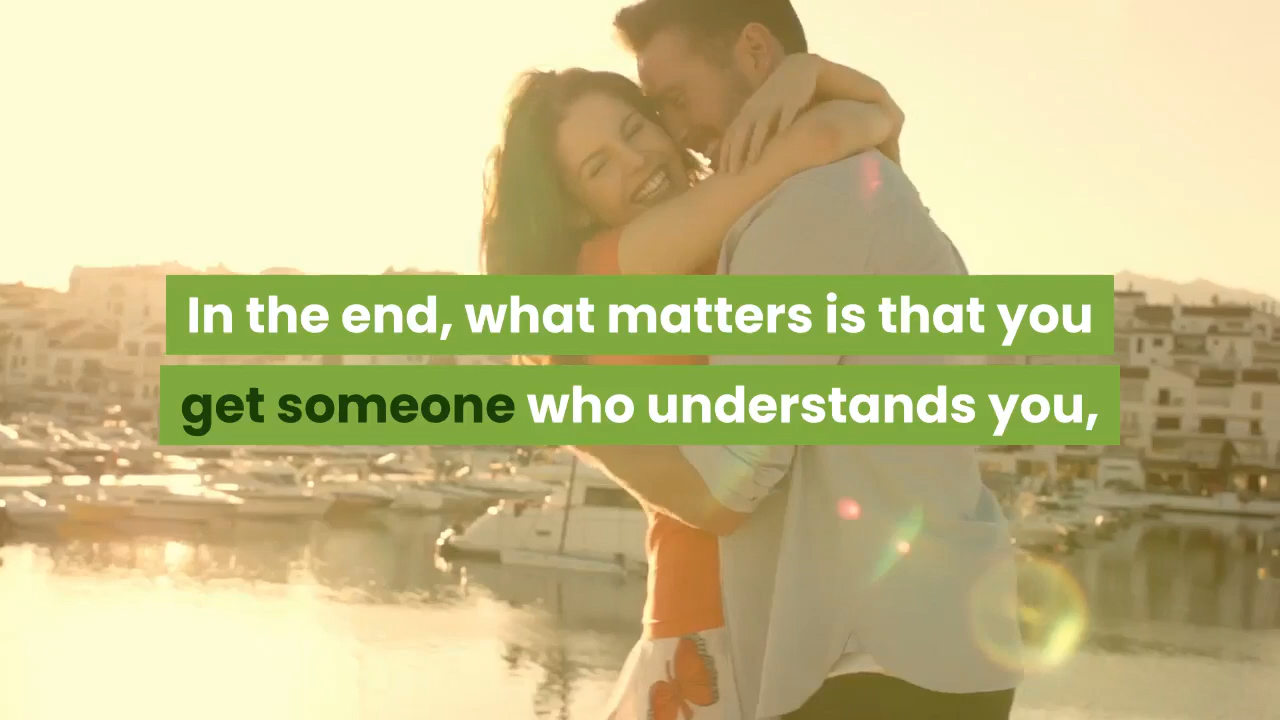 In the end, what matters is that you
get someone who understands you,